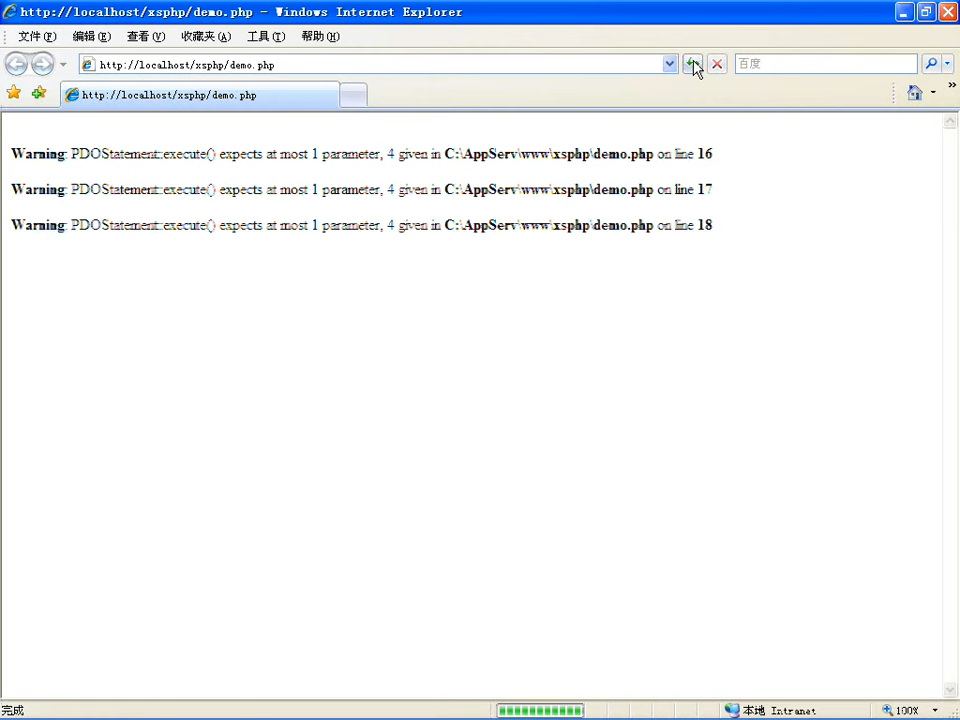 http://localhost/xsphp/demo.php - Windows Internet Explorer
文件(F) 编辑(E) 查看(V) 收藏夹(A) 工具(T) 帮助(H)
http://localhost/xsphp/demo.php 百度
http://localhost/xsphp/demo.php
Warning: PDOStatement::execute() expects at most 1 parameter, 4 given in C:\AppServ\www\xsphp\demo.php on line 16
Warning: PDOStatement::execute() expects at most 1 parameter, 4 given in C:\AppServ\www\xsphp\demo.php on line 17
Warning: PDOStatement::execute() expects at most 1 parameter, 4 given in C:\AppServ\www\xsphp\demo.php on line 18
完成 本地 Intranet 100%